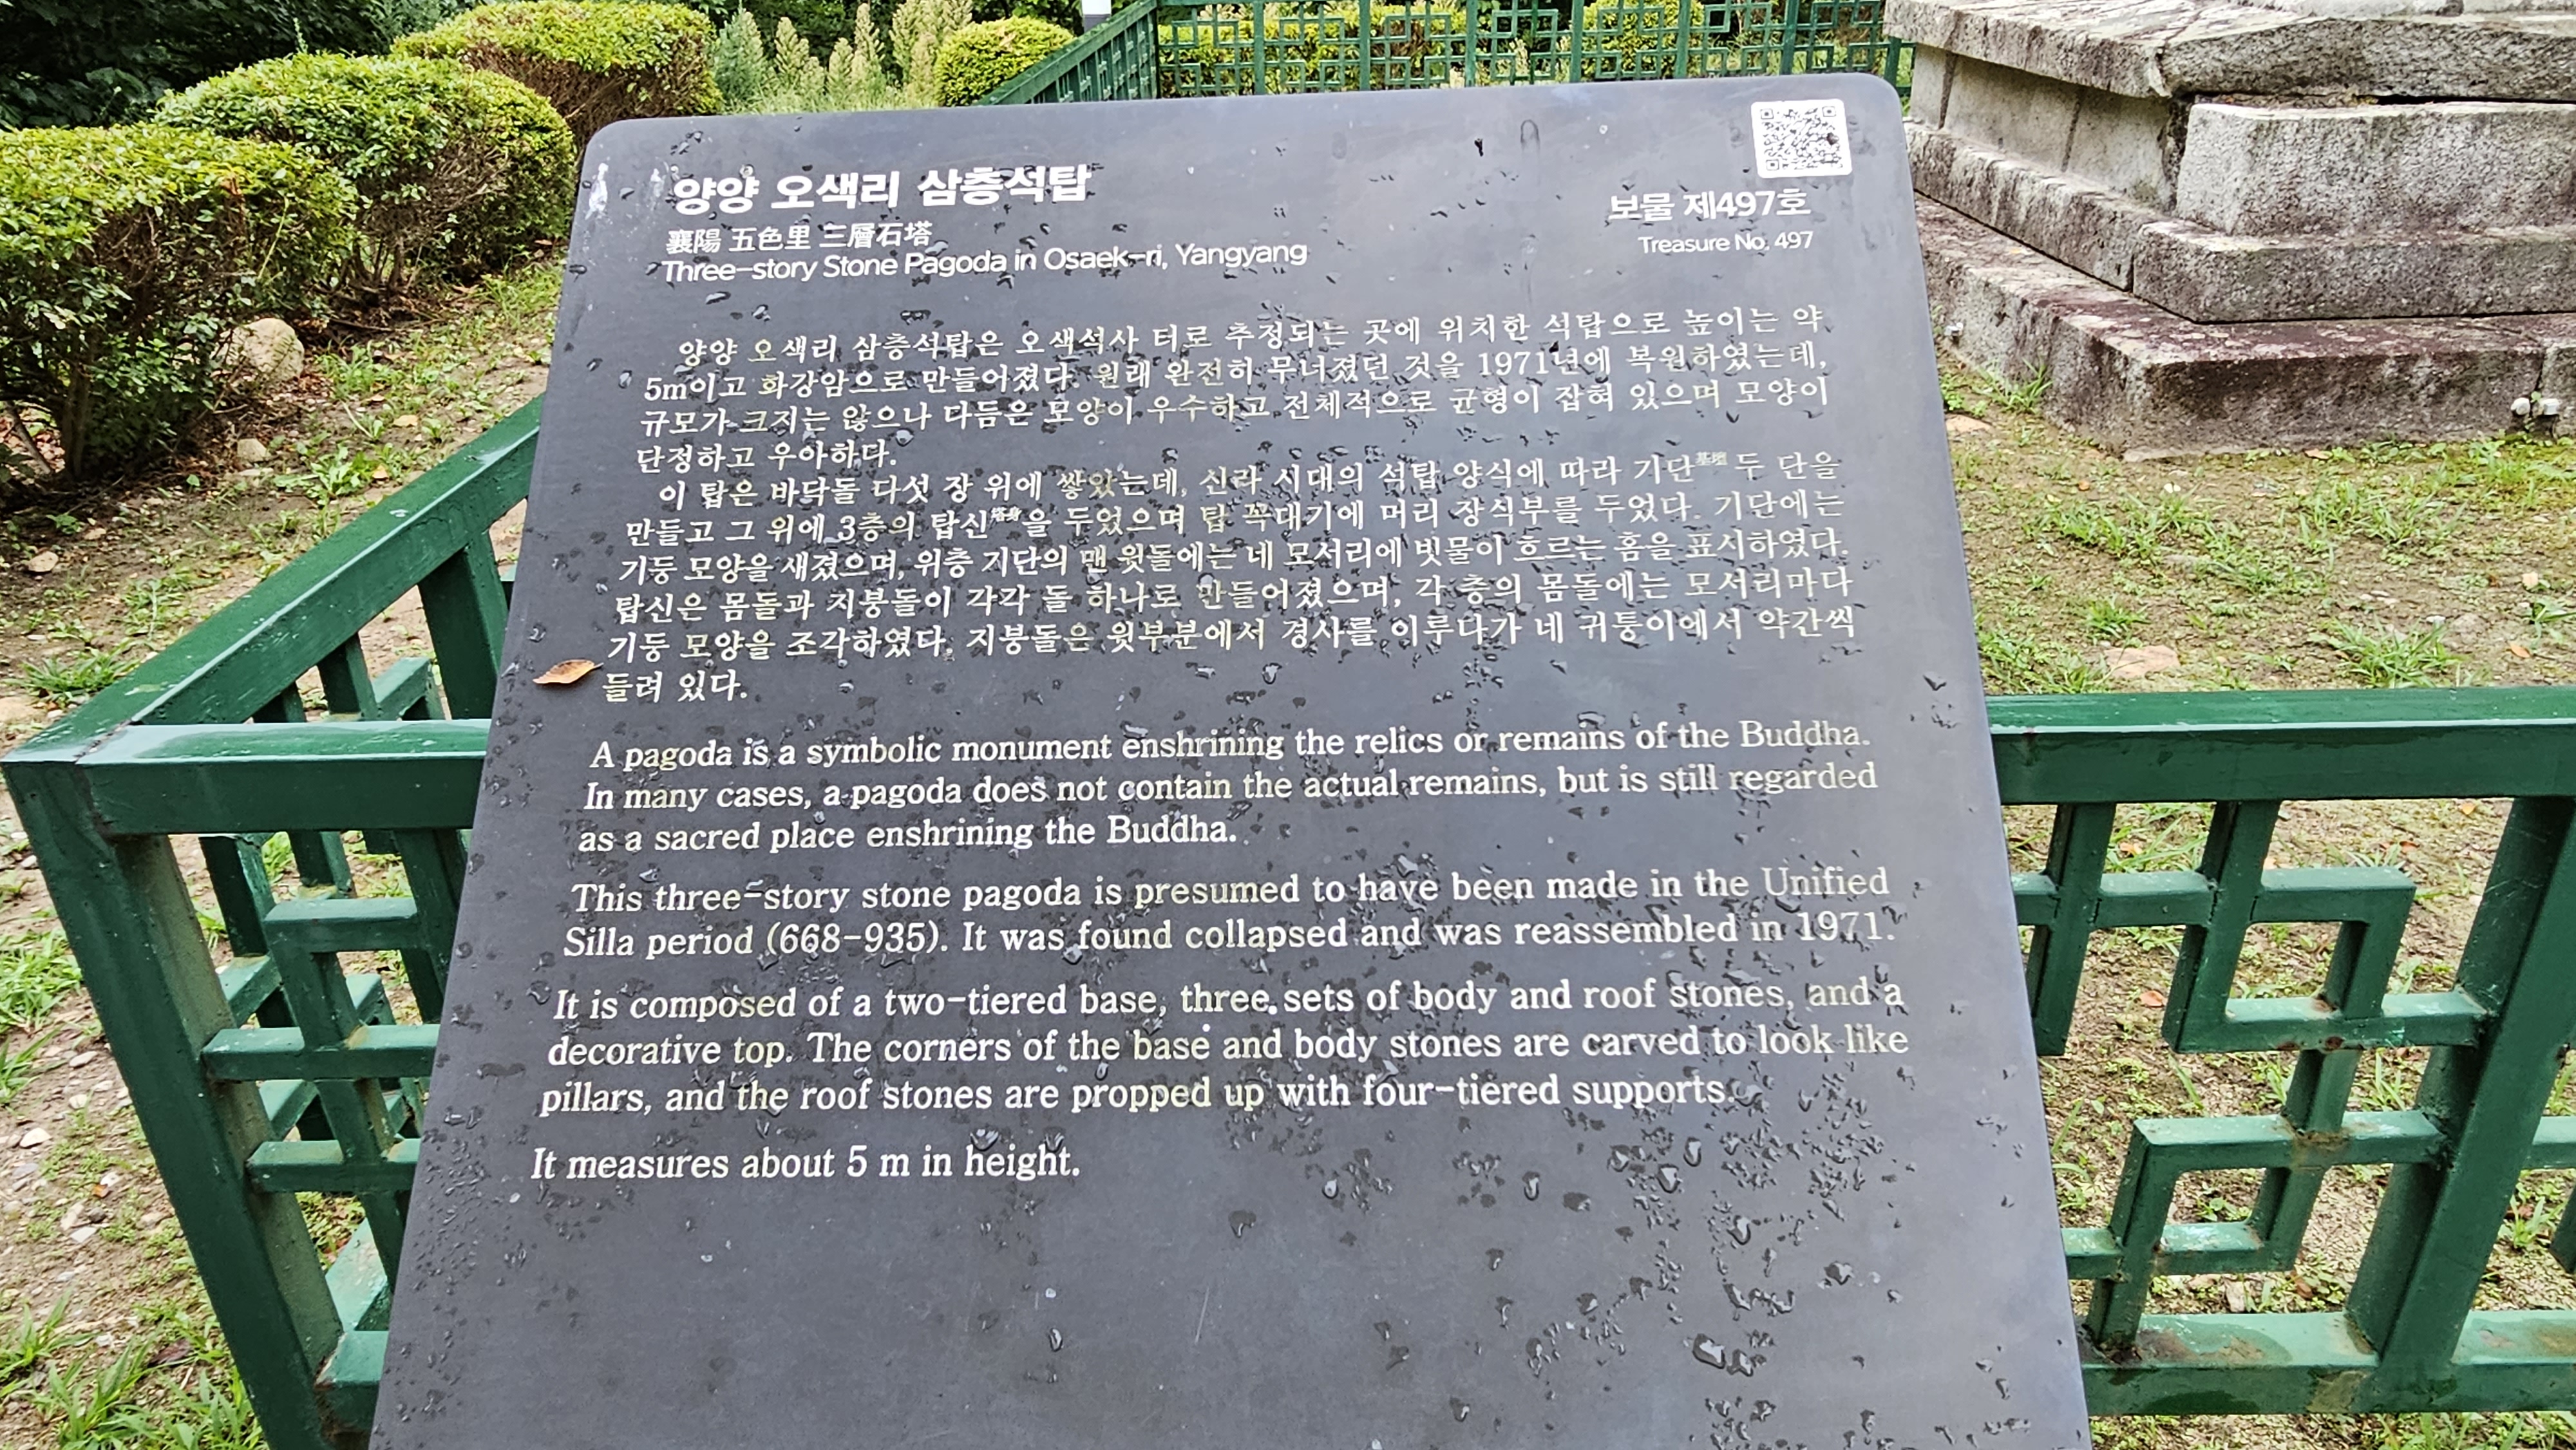 양양 오색리 삼층석탑
襄陽 五色里 三層石塔
Three-story Stone Pagoda in Osaek-ri, Yangyang
보물 제497호
Treasure No. 497
양양 오색리 삼층석탑은 오색석사 터로 추정되는 곳에 위치한 석탑으로 높이는 약
5m이고 화강암으로 만들어졌다. 원래 완전히 무너졌던 것을 1971년에 복원하였는데,
규모가 크지는 않으나 다듬은 모양이 우수하고 전체적으로 균형이 잡혀 있으며 모양이
단정하고 우아하다.
이 탑은 바닥돌 다섯 장 위에 쌓았는데, 신라 시대의 석탑 양식에 따라 기단基壇 두 단을
만들고 그 위에 3층의 탑신塔身을 두었으며 탑 꼭대기에 머리 장식부를 두었다. 기단에는
기둥 모양을 새겼으며, 위층 기단의 맨 윗돌에는 네 모서리에 빗물이 흐르는 홈을 표시하였다.
탑신은 몸돌과 지붕돌이 각각 돌 하나로 만들어졌으며, 각 층의 몸돌에는 모서리마다
기둥 모양을 조각하였다. 지붕돌은 윗부분에서 경사를 이루다가 네 귀퉁이에서 약간씩
들려 있다.
A pagoda is a symbolic monument enshrining the relics or remains of the Buddha.
In many cases, a pagoda does not contain the actual remains, but is still regarded
as a sacred place enshrining the Buddha.
This three-story stone pagoda is presumed to have been made in the Unified
Silla period (668-935). It was found collapsed and was reassembled in 1971.
It is composed of a two-tiered base, three sets of body and roof stones, and a
decorative top. The corners of the base and body stones are carved to look like
pillars, and the roof stones are propped up with four-tiered supports.
It measures about 5 m in height.